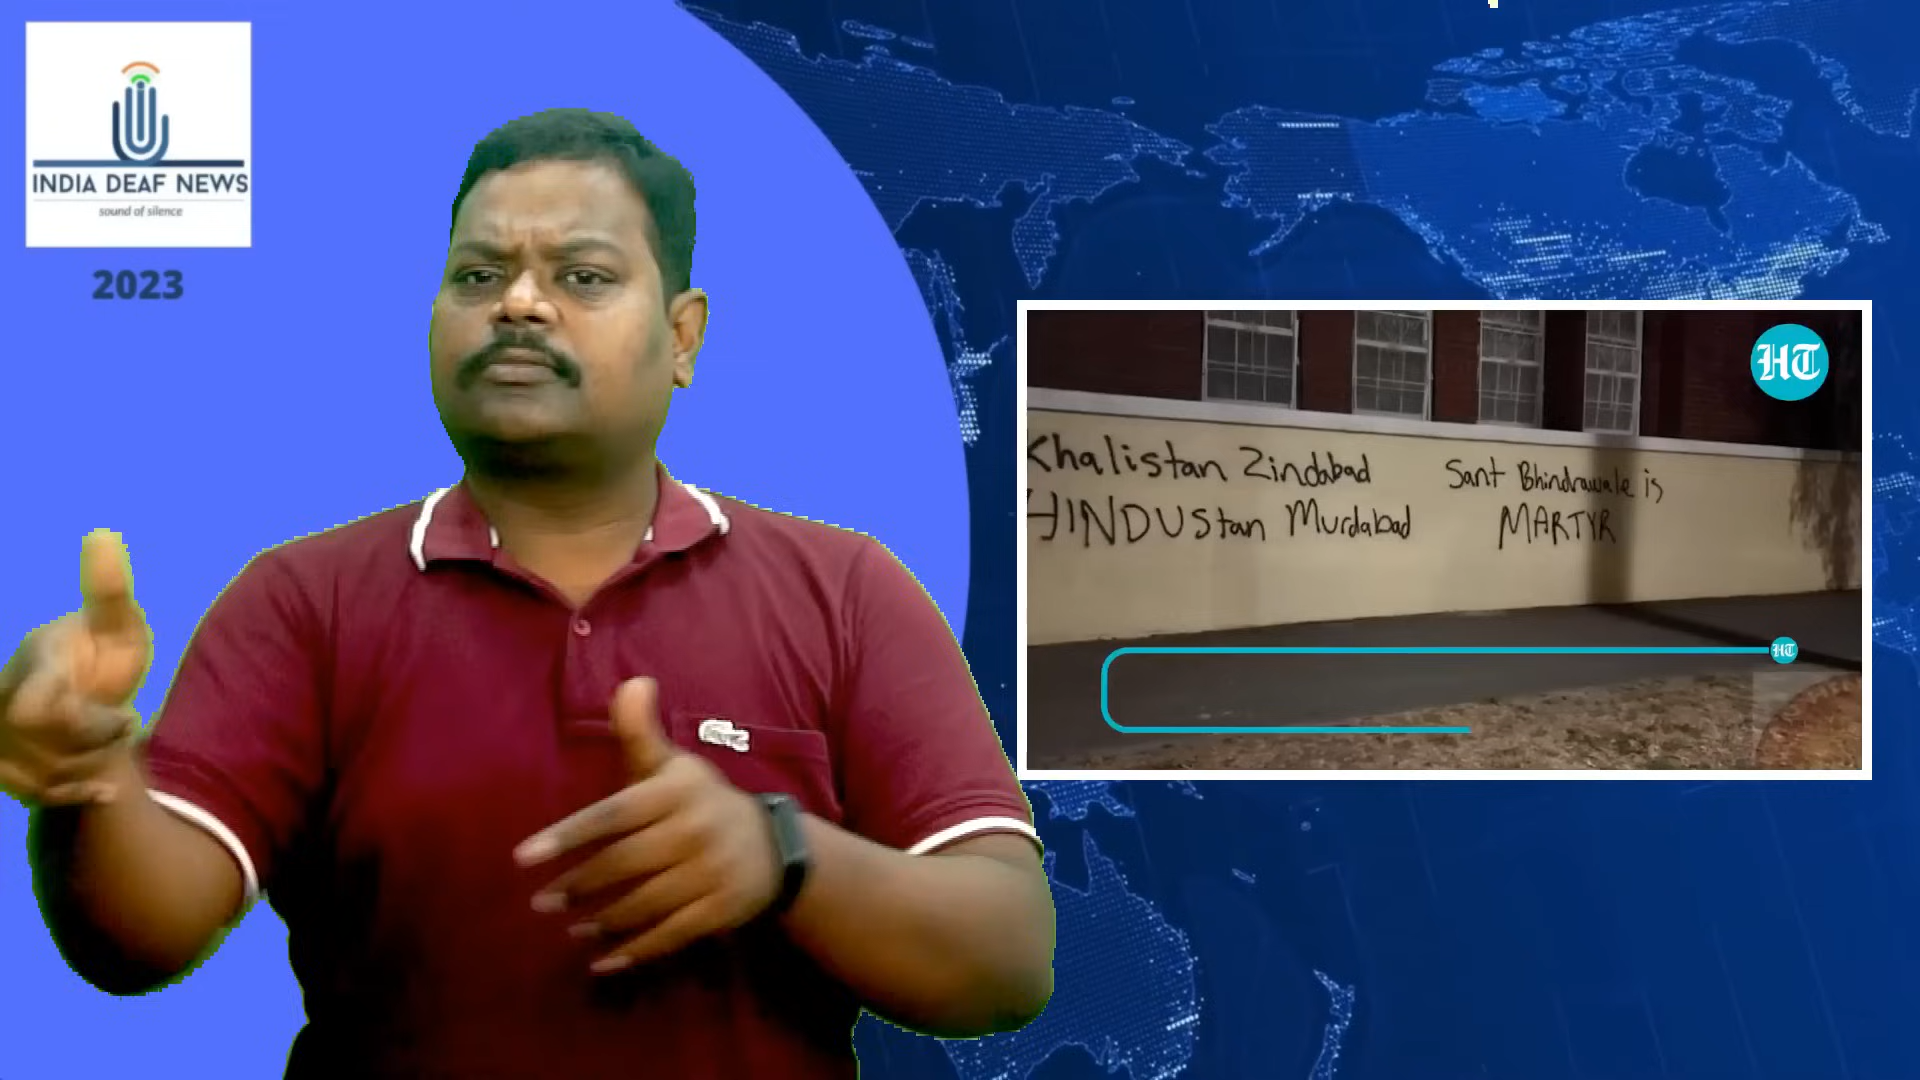 INDIA DEAF NEWS
sound of silence
2023
HT
Khalistan Zindabad
HINDUStan Murdabad
Sant Bhindrawale is
MARTYR
HT